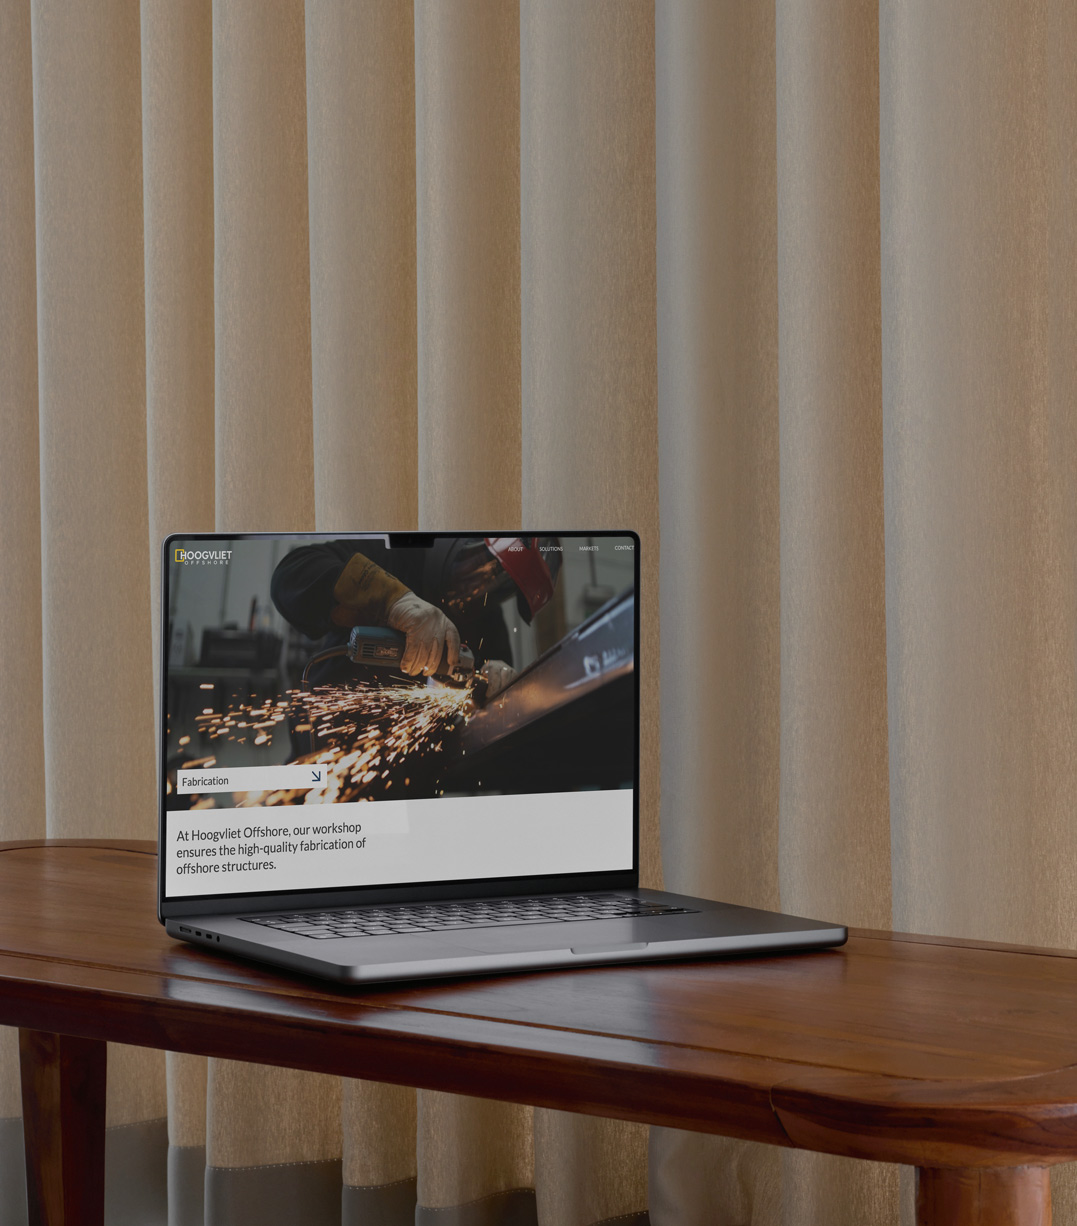 HOOGVLIET
OFFSHORE
ABOUT
SOLUTIONS
MARKETS
CONTACT
Fabrication
At Hoogvliet Offshore, our workshop
ensures the high-quality fabrication of
offshore structures.